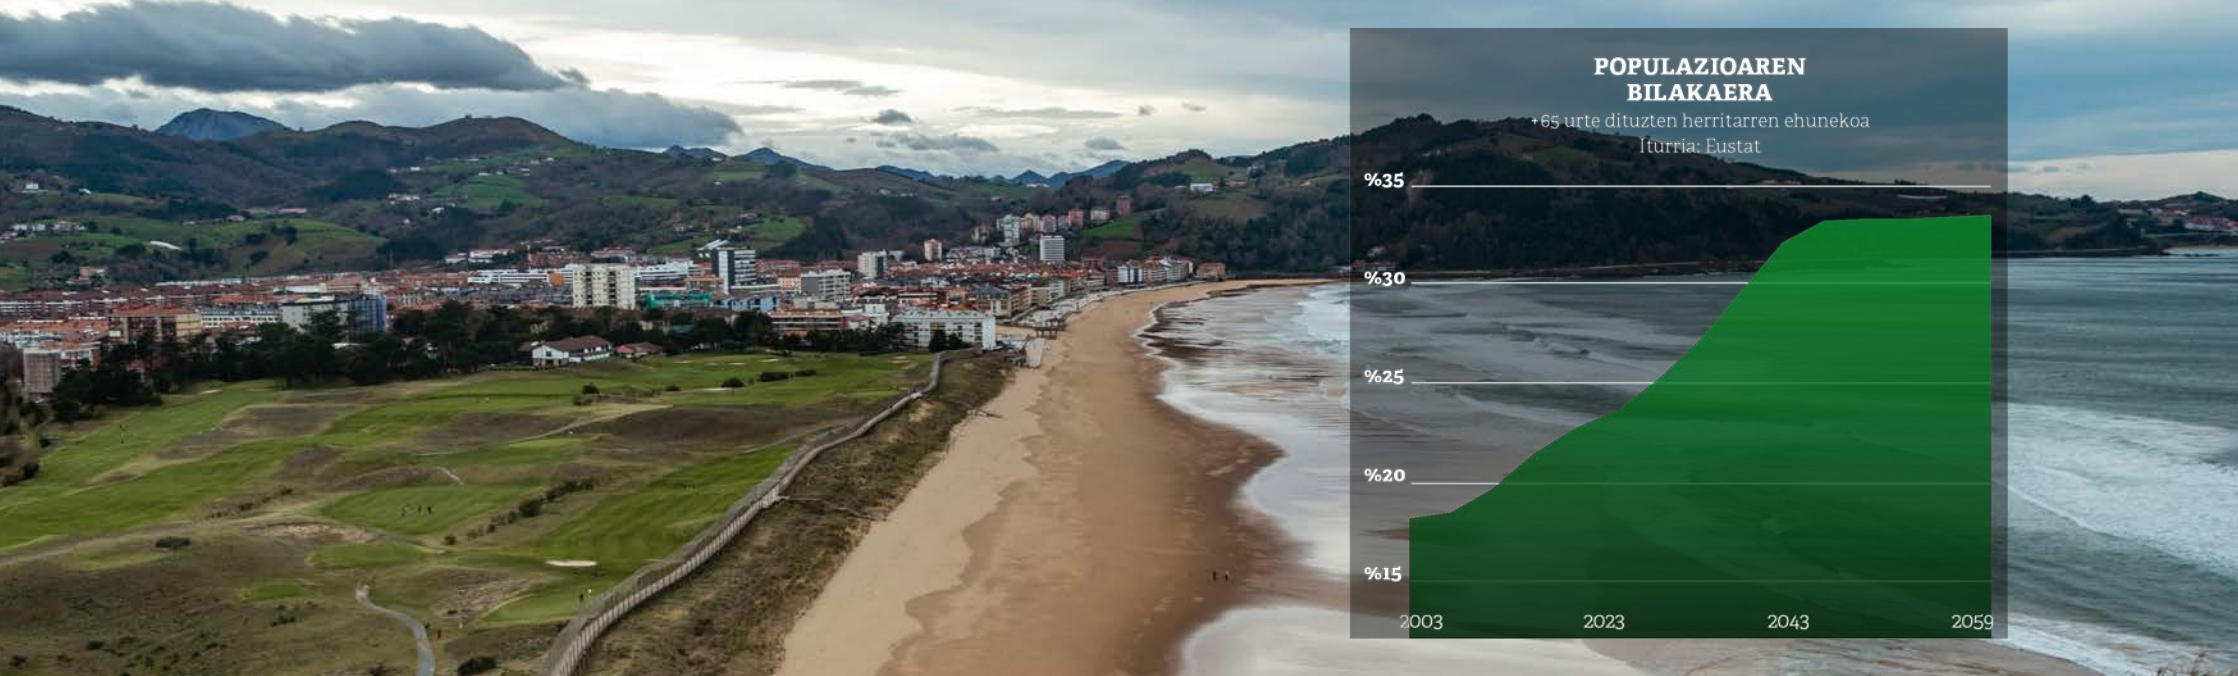 POPULAZIOAREN
BILAKAERA
+65 urte dituzten herritarren ehunekoa
Iturria: Eustat
%35
%30
%25
%20
%15
2003 2023 2043 2059